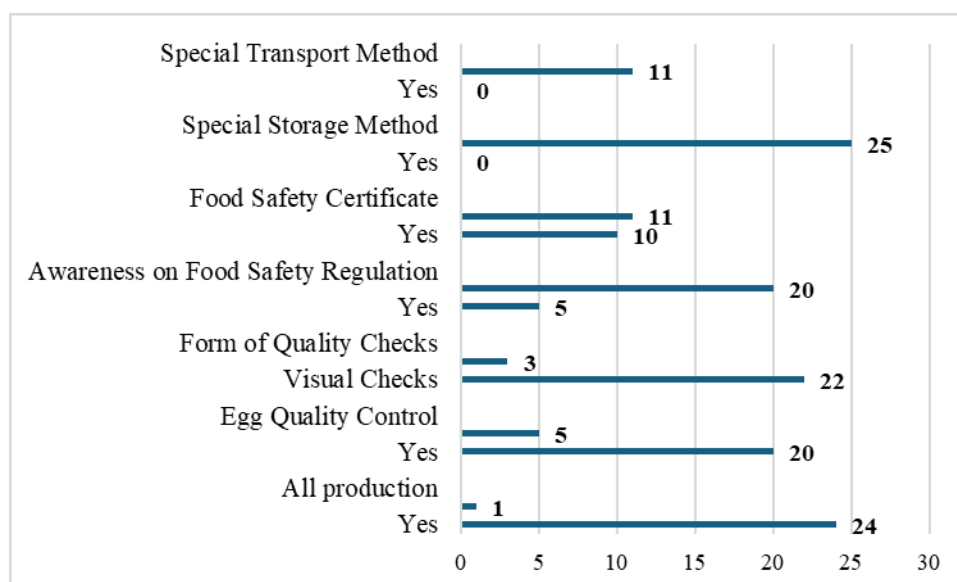 Special Transport Method
11
Yes
0
Special Storage Method
25
Yes
0
Food Safety Certificate
11
Yes
10
Awareness on Food Safety Regulation
20
Yes
5
Form of Quality Checks
3
Visual Checks
22
Egg Quality Control
5
Yes
20
All production
1
Yes
24
0 5 10 15 20 25 30